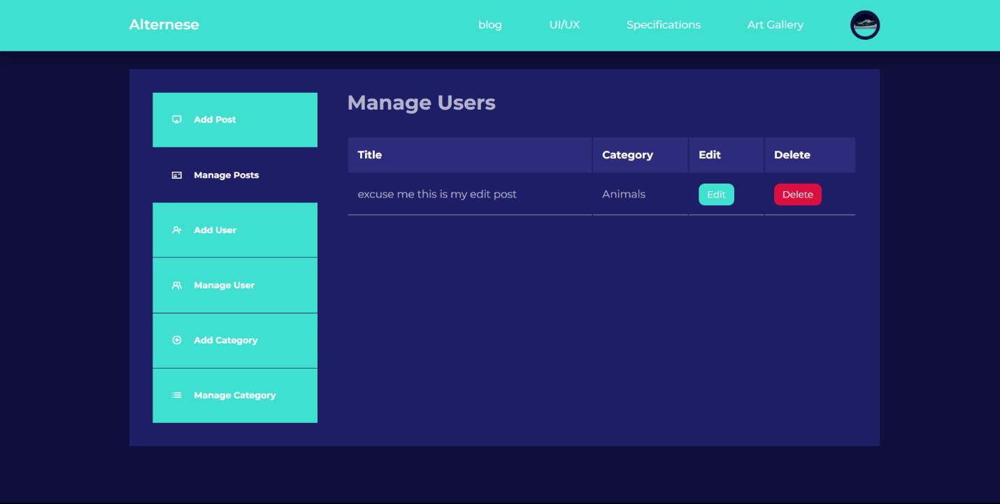 Alternese
blog
UI/UX
Specifications
Art Gallery
Add Post
Manage Posts
Add User
Manage User
Add Category
Manage Category
Manage Users
Title Category Edit Delete
excuse me this is my edit post Animals Edit Delete